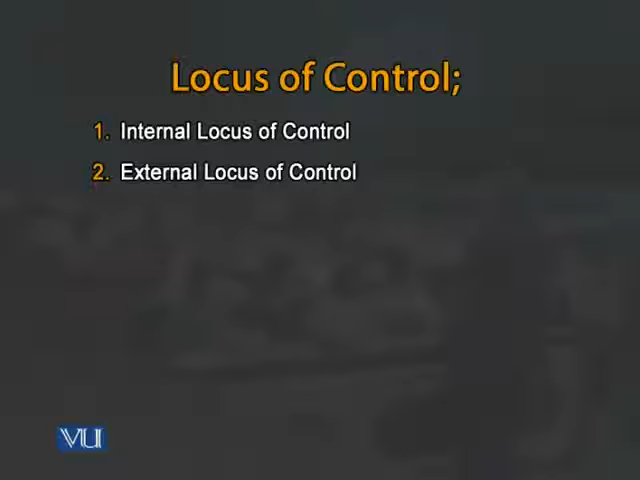 Locus of Control;
1. Internal Locus of Control
2. External Locus of Control
VU